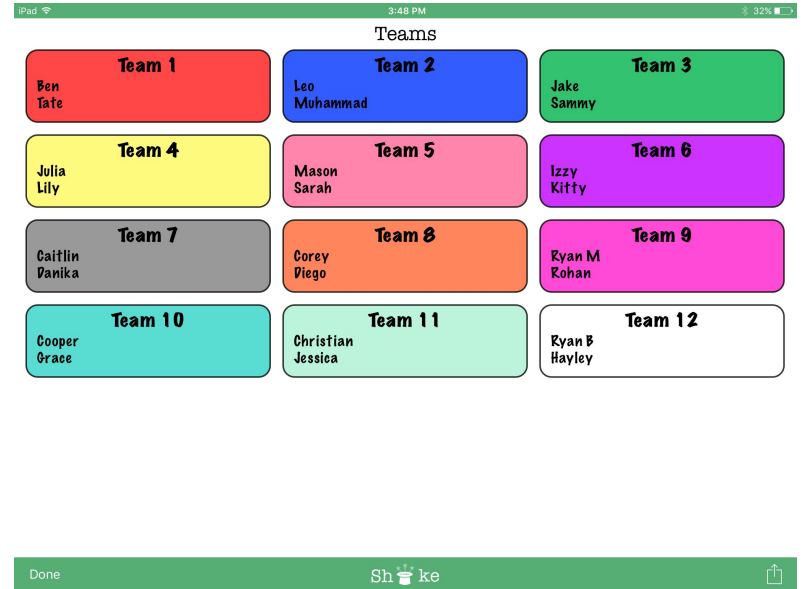 iPad 3:48 PM 32%
Teams
Team 1
Ben
Tate
Team 2
Leo
Muhammad
Team 3
Jake
Sammy
Team 4
Julia
Lily
Team 5
Mason
Sarah
Team 6
Izzy
Kitty
Team 7
Caitlin
Danika
Team 8
Corey
Diego
Team 9
Ryan M
Rohan
Team 10
Cooper
Grace
Team 11
Christian
Jessica
Team 12
Ryan B
Hayley
Done Sh ke